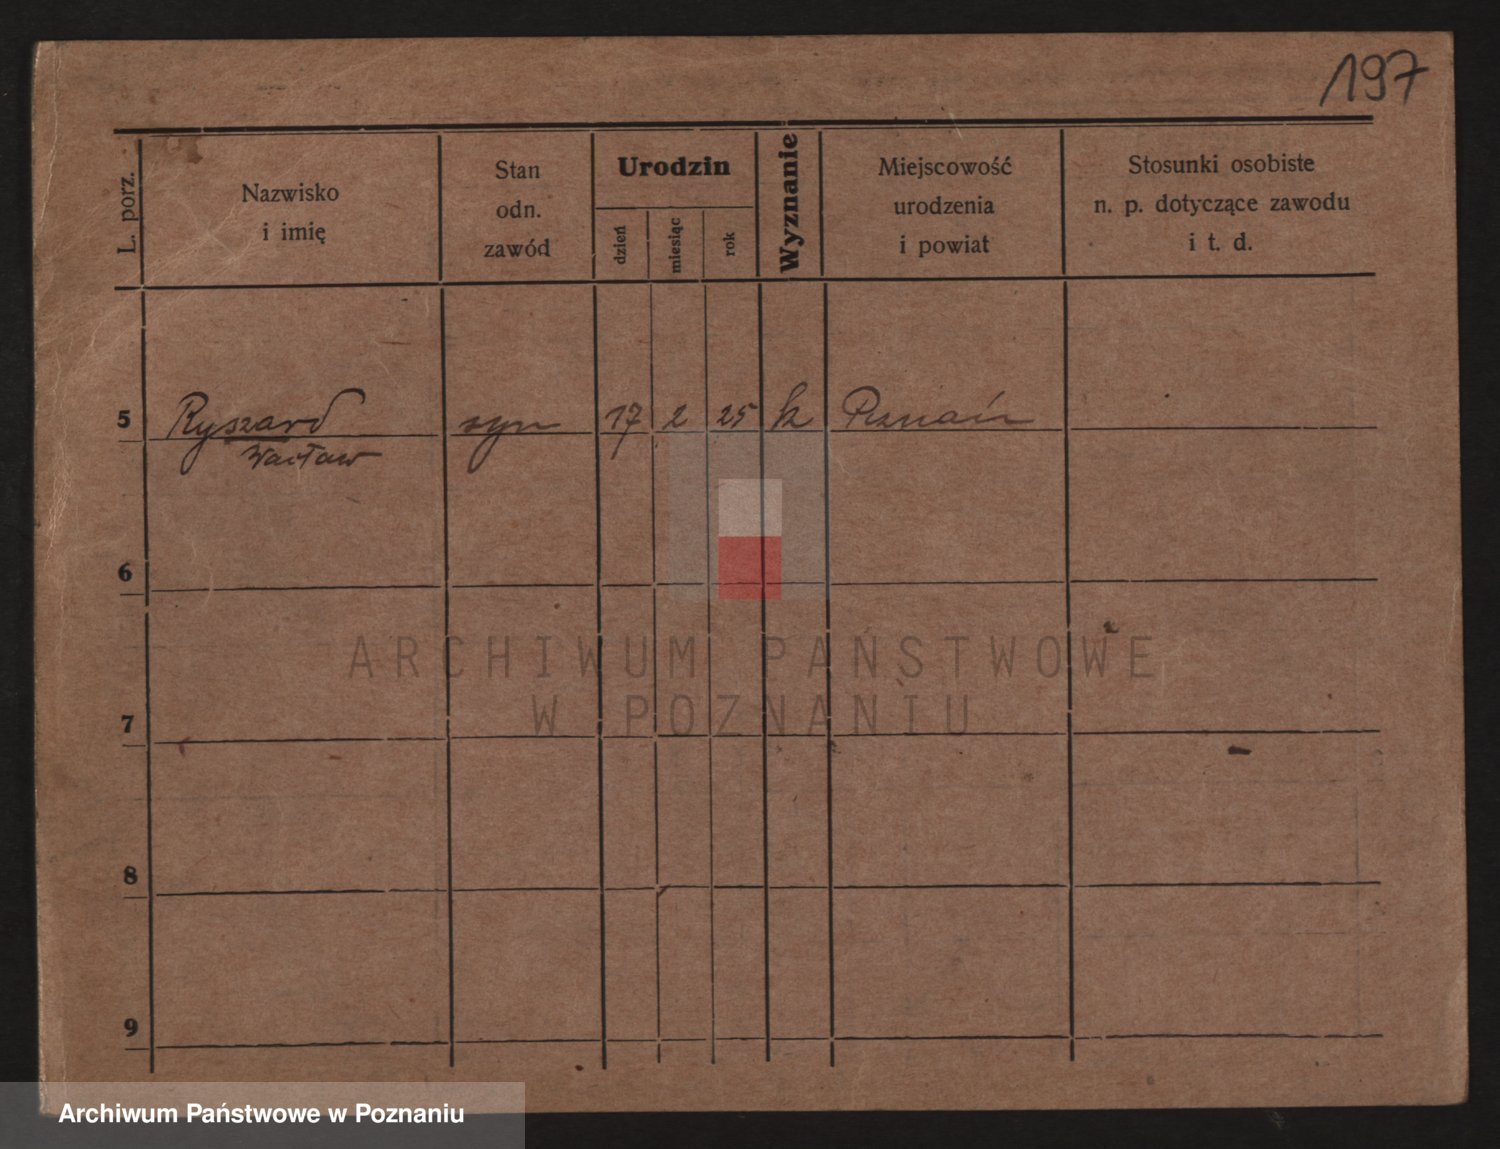 197
L. porz.
Nazwisko
i imię
Stan
odn.
zawód
Urodzin
dzień
miesiąc
rok
Wyznanie
Miejscowość
urodzenia
i powiat
Stosunki osobiste
n. p. dotyczące zawodu
i t. d.
5 Ryszard syn 17 2 25 k Poznań
Wacław
6
7
8
9
ARCHIWUM PAŃSTWOWE
W POZNANIU
Archiwum Państwowe w Poznaniu